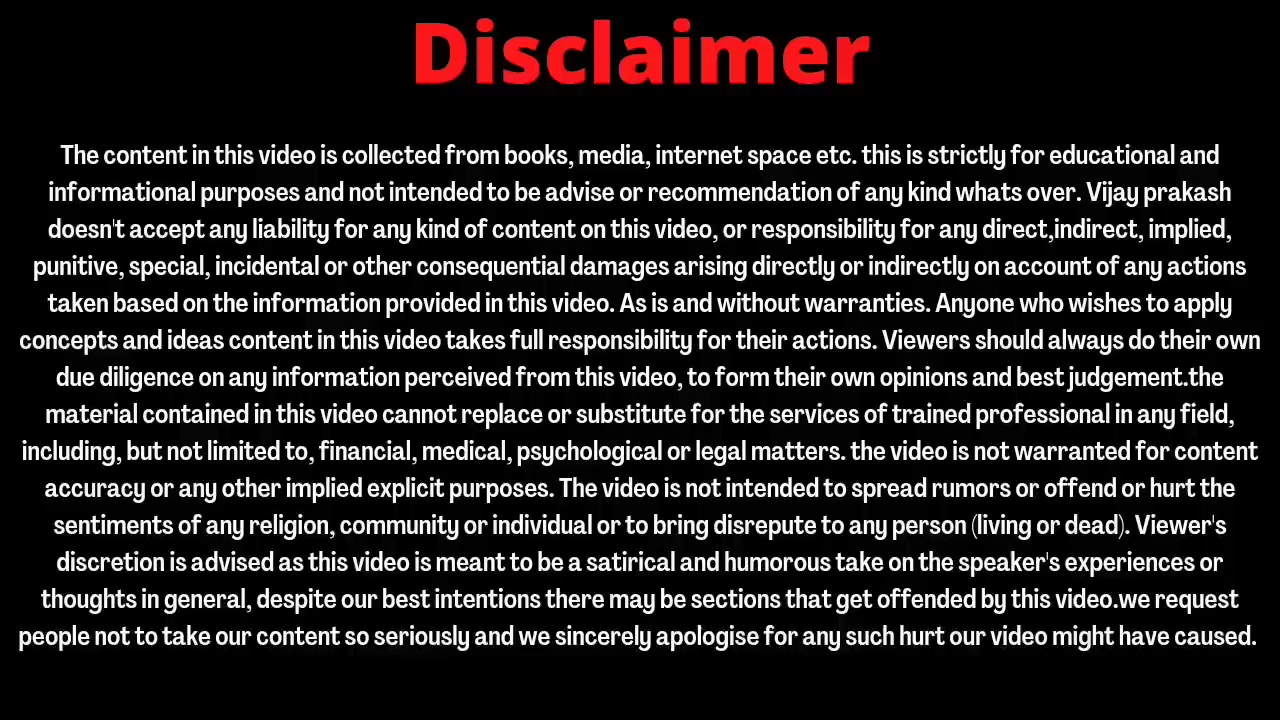 Disclaimer
The content in this video is collected from books, media, internet space etc. this is strictly for educational and
informational purposes and not intended to be advise or recommendation of any kind whats over. Vijay prakash
doesn't accept any liability for any kind of content on this video, or responsibility for any direct,indirect, implied,
punitive, special, incidental or other consequential damages arising directly or indirectly on account of any actions
taken based on the information provided in this video. As is and without warranties. Anyone who wishes to apply
concepts and ideas content in this video takes full responsibility for their actions. Viewers should always do their own
due diligence on any information perceived from this video, to form their own opinions and best judgement.the
material contained in this video cannot replace or substitute for the services of trained professional in any field,
including, but not limited to, financial, medical, psychological or legal matters. the video is not warranted for content
accuracy or any other implied explicit purposes. The video is not intended to spread rumors or offend or hurt the
sentiments of any religion, community or individual or to bring disrepute to any person (living or dead). Viewer's
discretion is advised as this video is meant to be a satirical and humorous take on the speaker's experiences or
thoughts in general, despite our best intentions there may be sections that get offended by this video.we request
people not to take our content so seriously and we sincerely apologise for any such hurt our video might have caused.